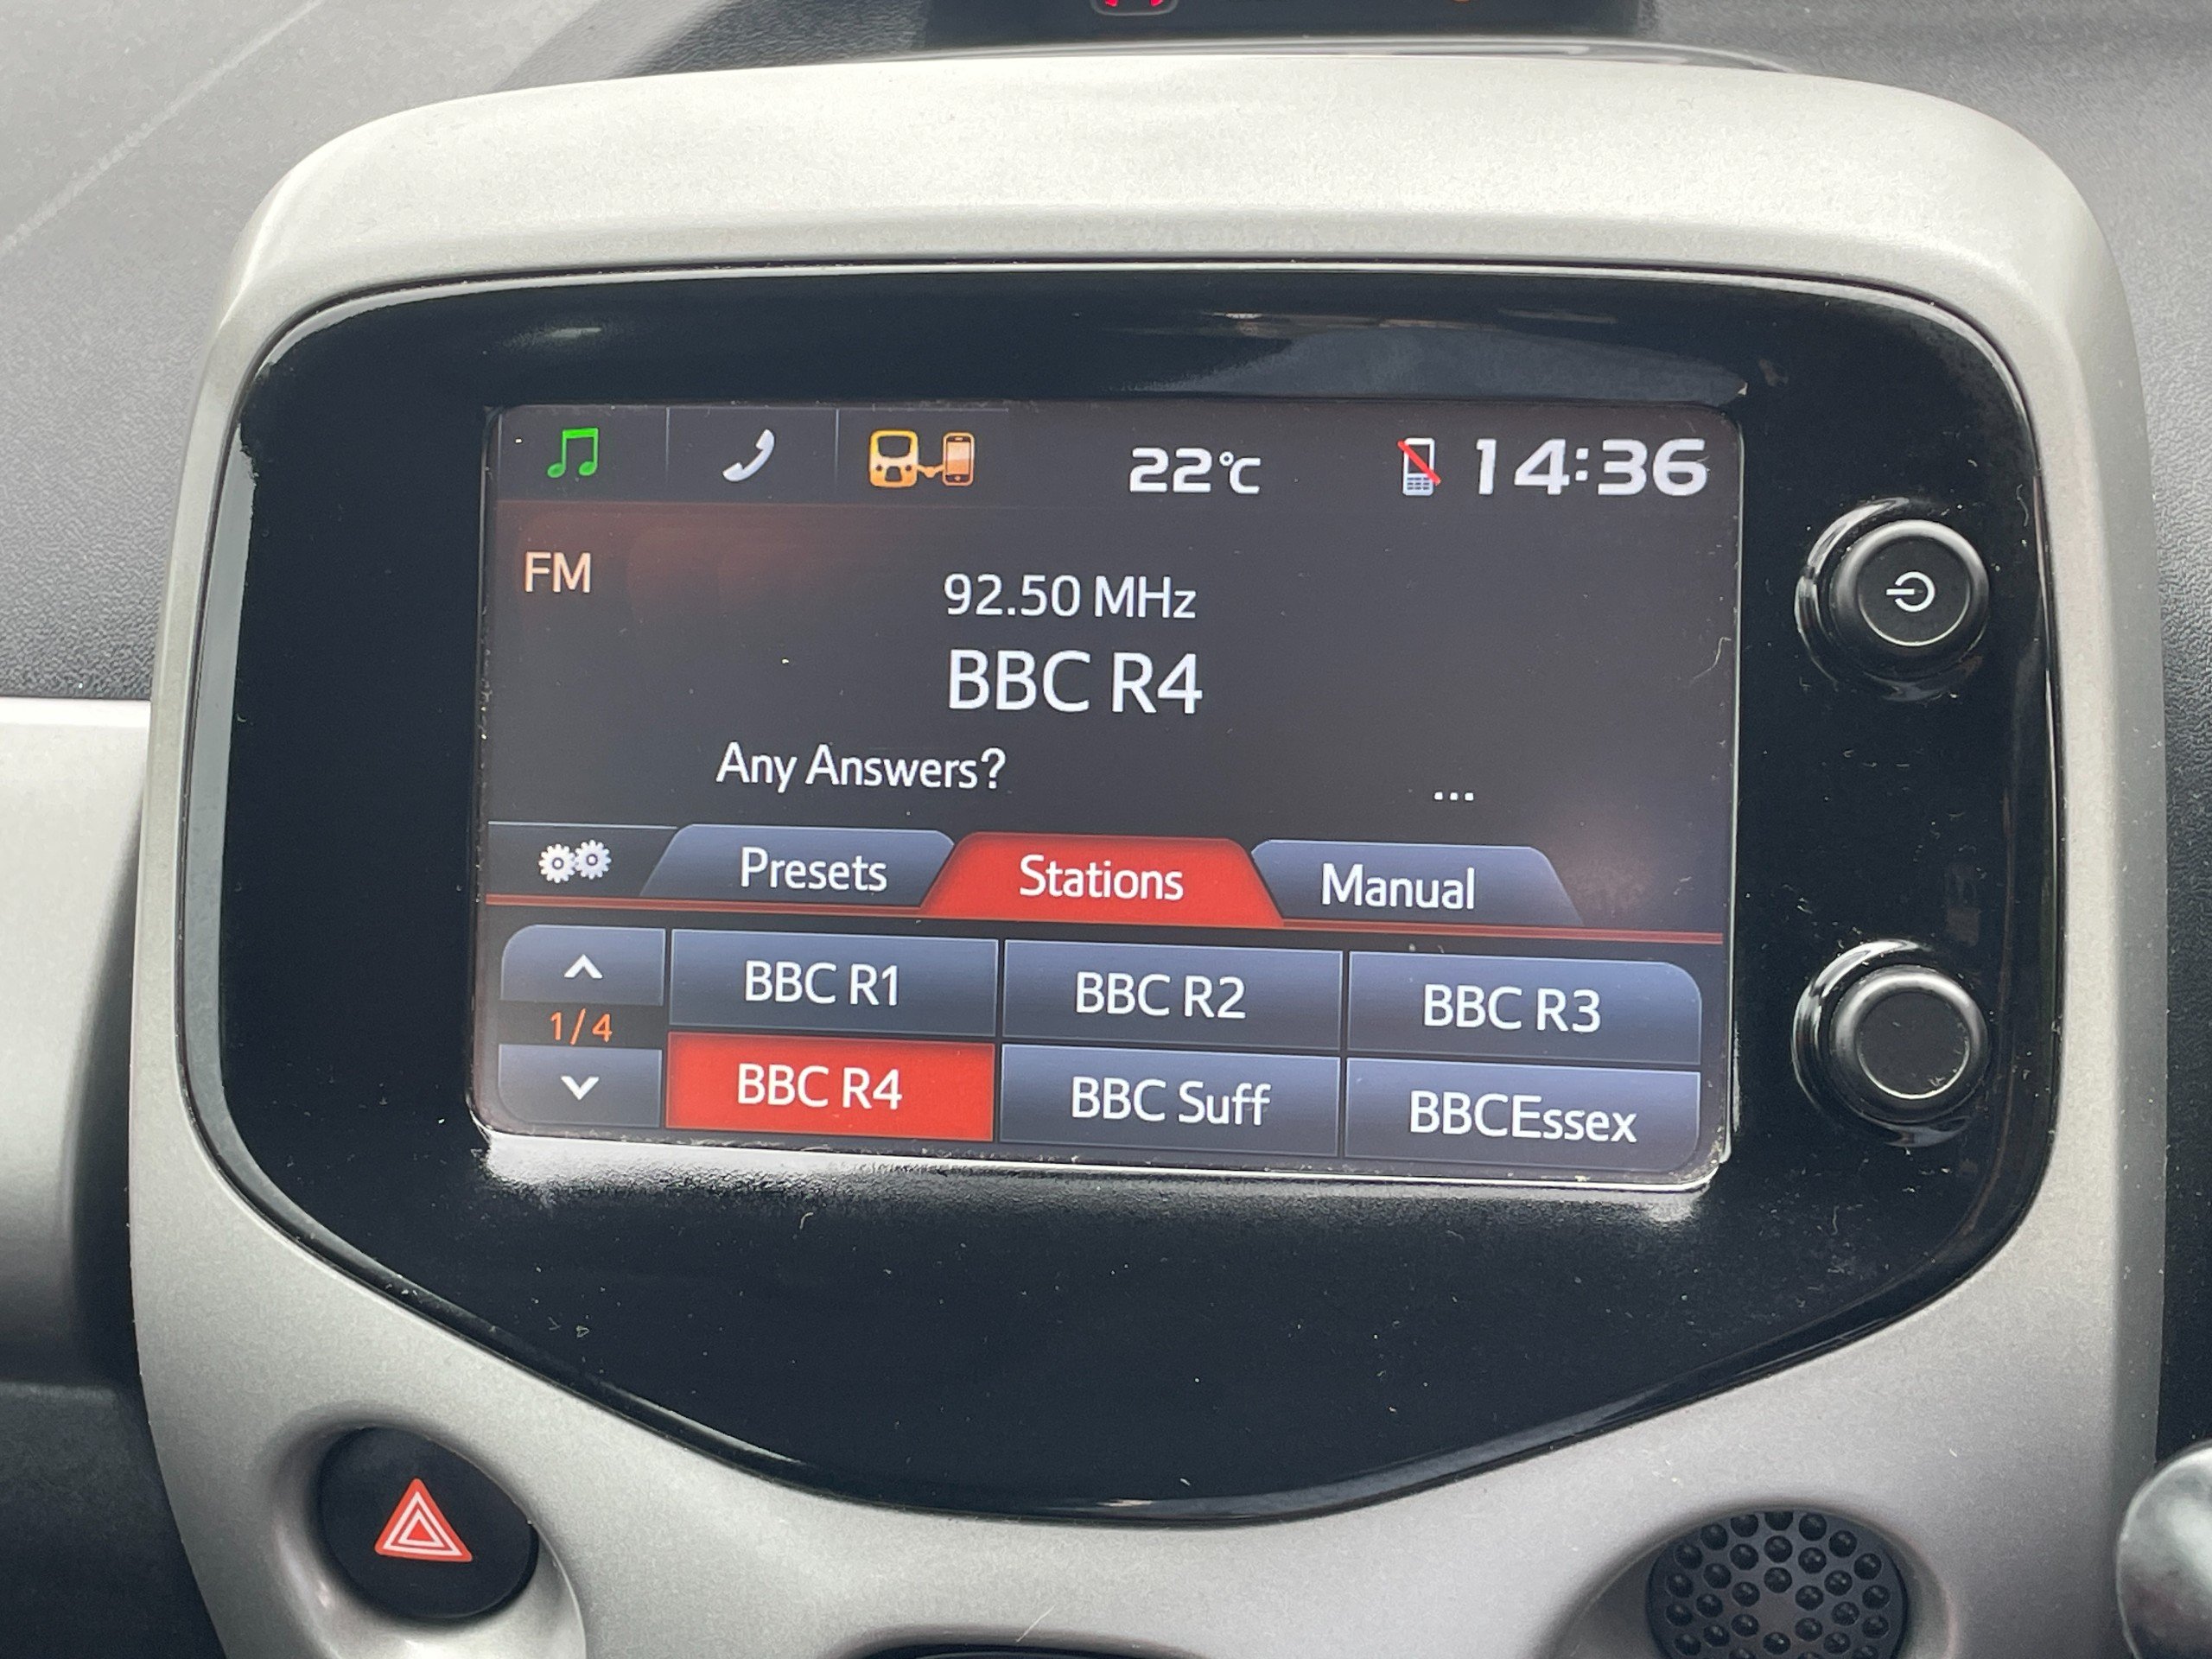 22°C 14:36
FM
92.50 MHz
BBC R4
Any Answers?
...
Presets Stations Manual
BBC R1 BBC R2 BBC R3
1/4
BBC R4 BBC Suff BBCEssex